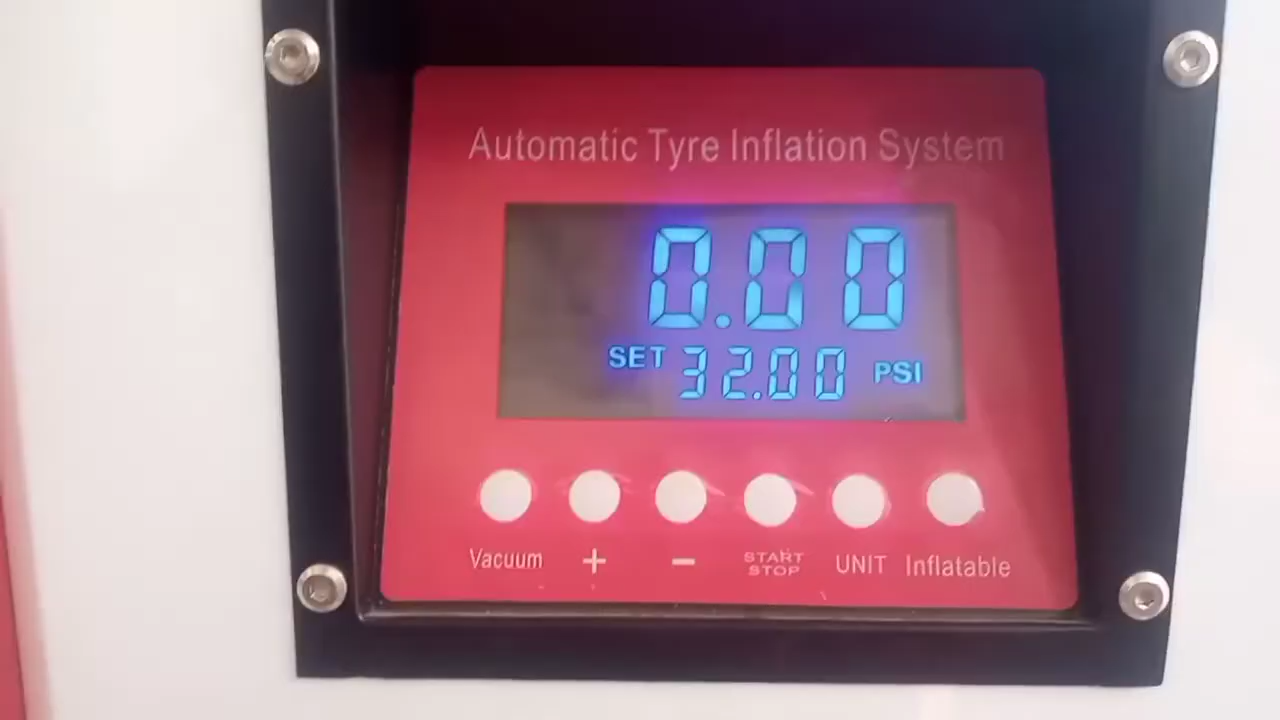 Automatic Tyre Inflation System
0.00
SET 32.00 PSI
Vacuum + - START STOP UNIT Inflatable